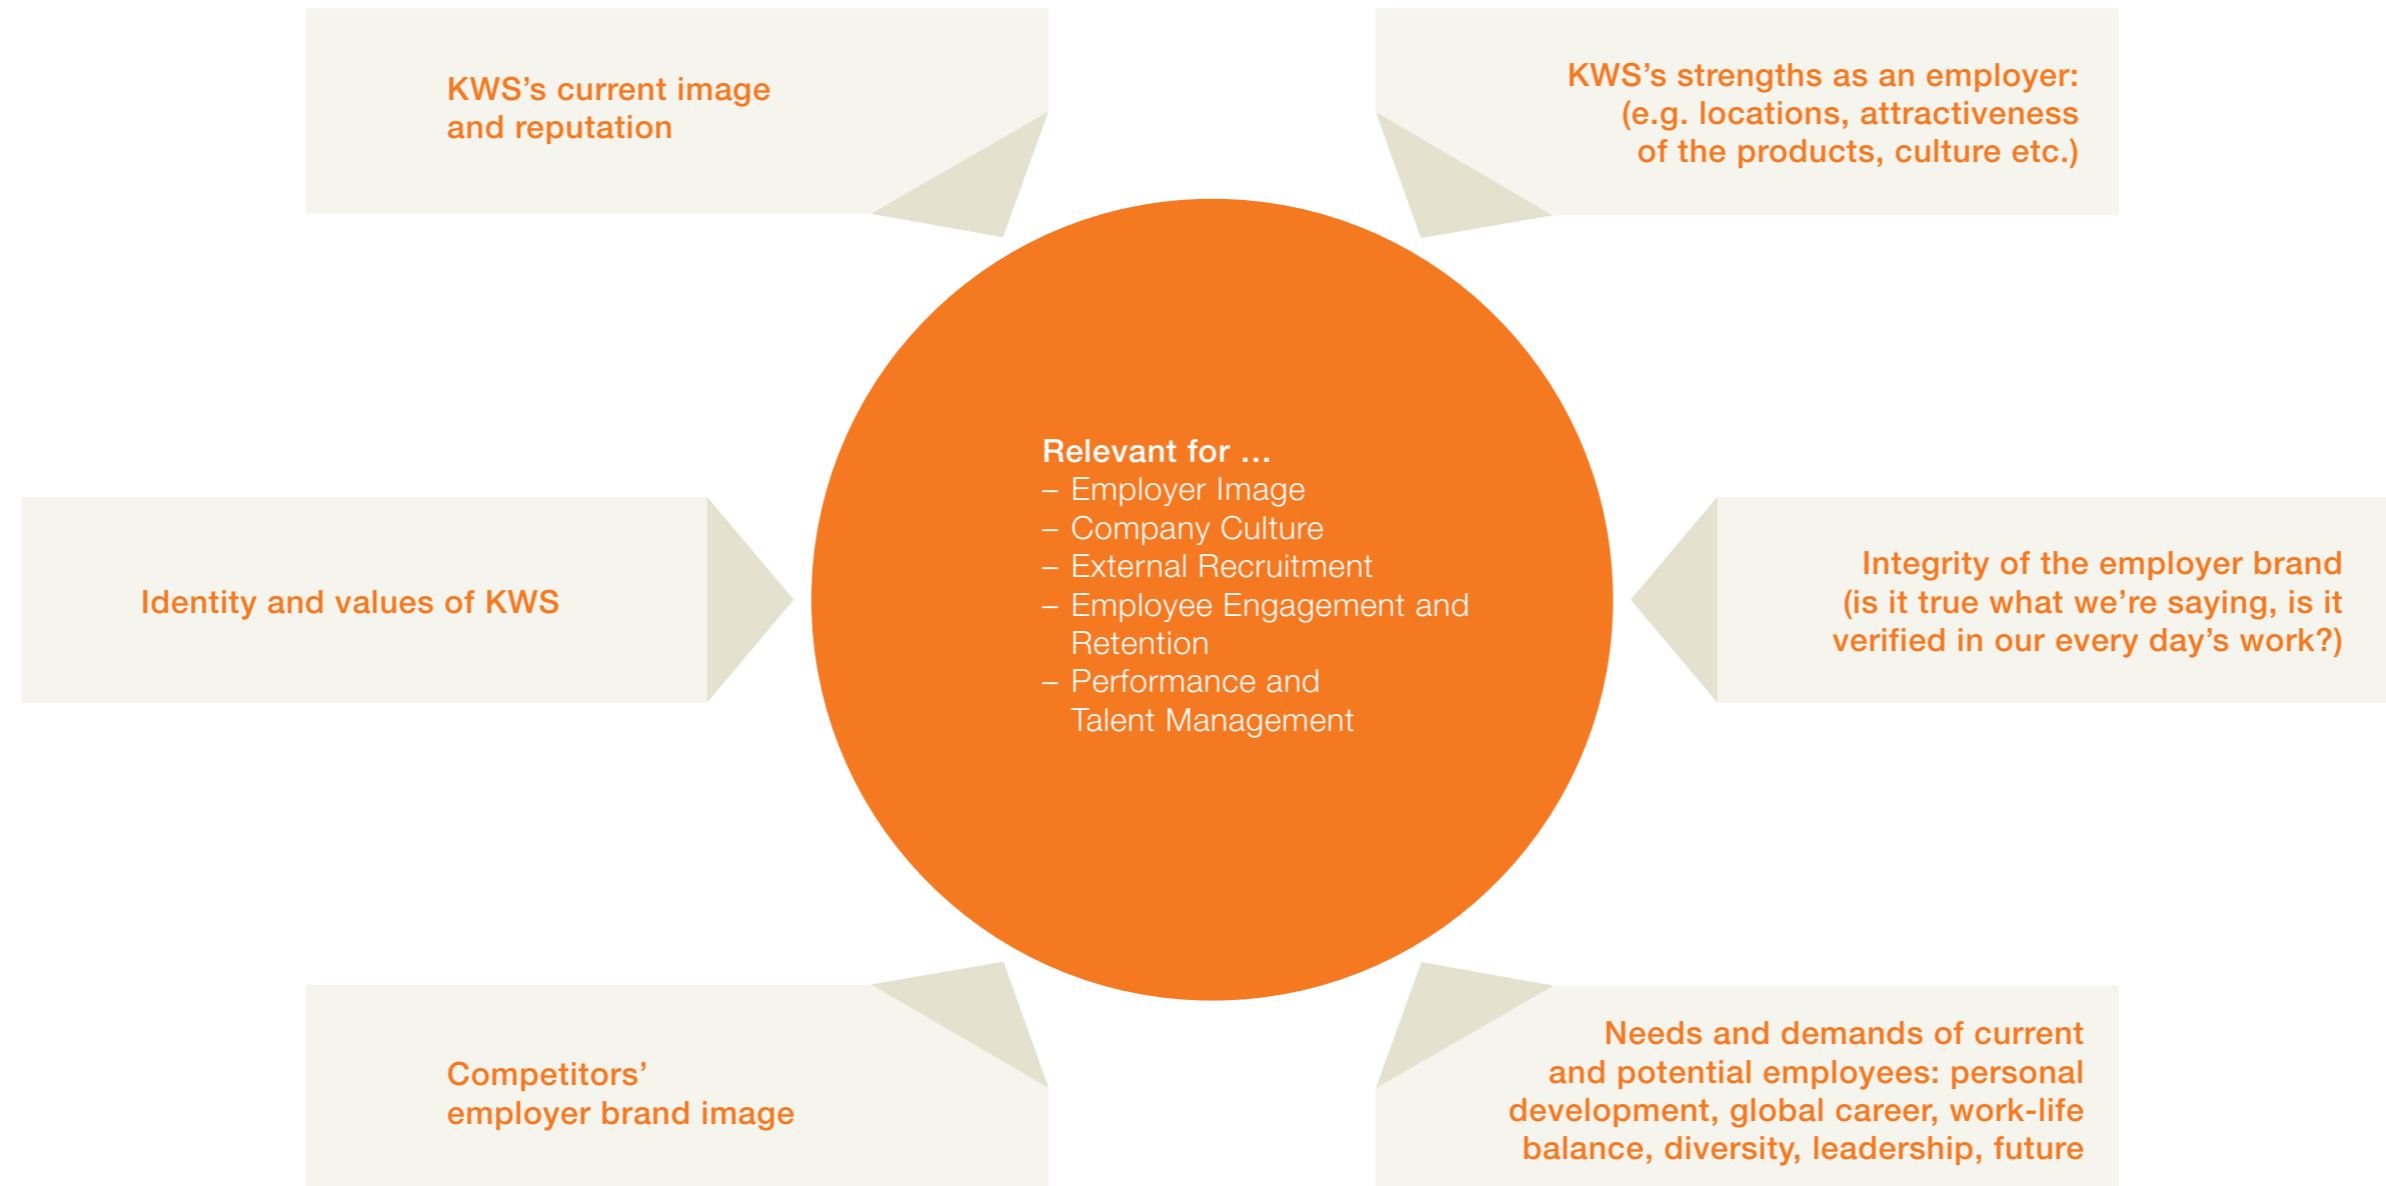 KWS’s current image
and reputation
KWS’s strengths as an employer:
(e.g. locations, attractiveness
of the products, culture etc.)
Identity and values of KWS
Relevant for ...
– Employer Image
– Company Culture
– External Recruitment
– Employee Engagement and
Retention
– Performance and
Talent Management
Integrity of the employer brand
(is it true what we’re saying, is it
verified in our every day’s work?)
Competitors’
employer brand image
Needs and demands of current
and potential employees: personal
development, global career, work-life
balance, diversity, leadership, future